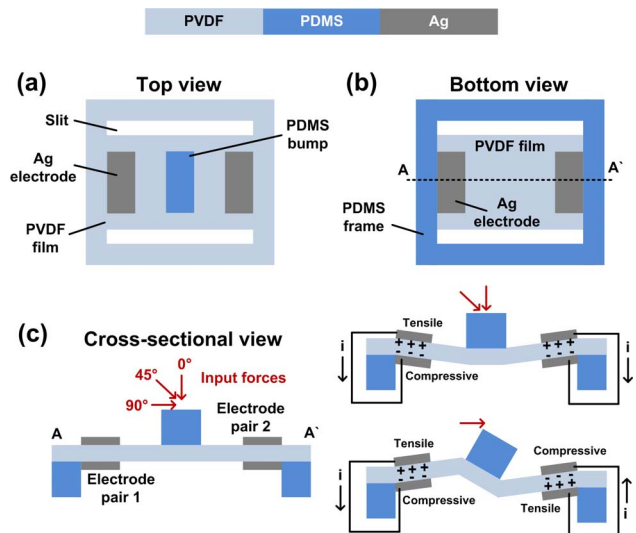 PVDF PDMS Ag
(a) Top view
Slit
PDMS
bump
Ag
electrode
PVDF
film
(b) Bottom view
PVDF film
A A`
Ag
electrode
PDMS
frame
(c) Cross-sectional view
0°
45°
Input forces
90°
Electrode
pair 2
A A`
Electrode
pair 1
Tensile
+ + +
- - -
+ + +
- - -
i i
Compressive
Tensile
Compressive
+ + +
- - -
- - -
+ + +
i i
Compressive
Tensile